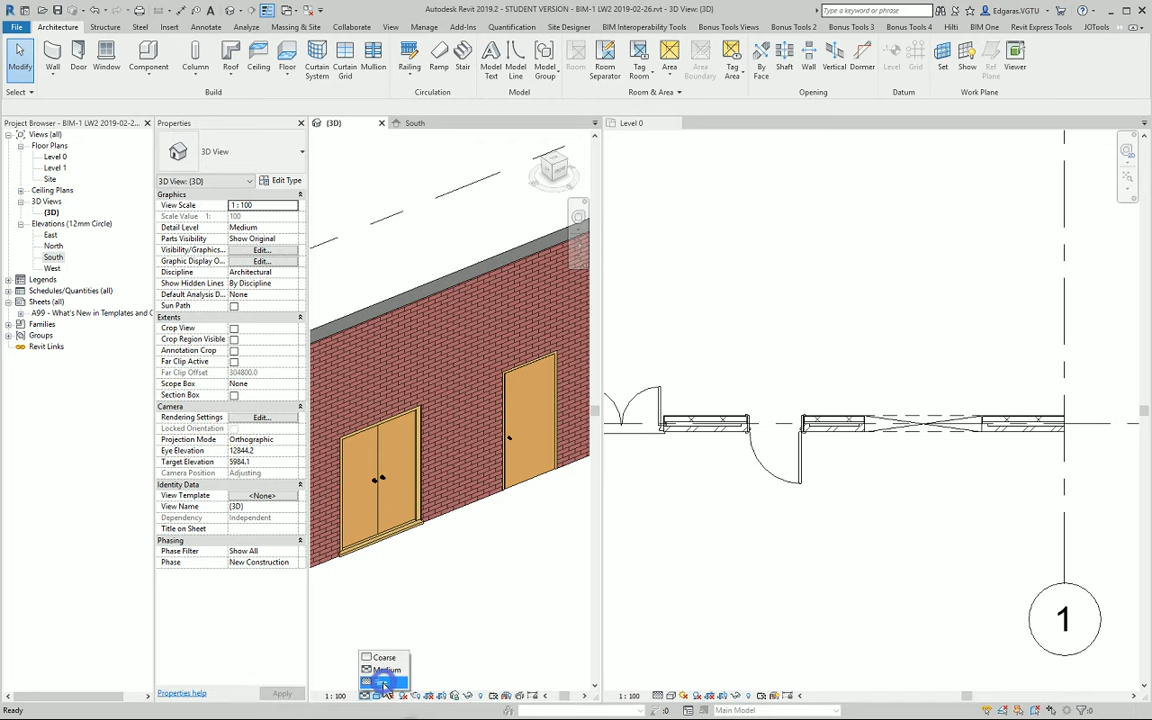 Autodesk Revit 2019.2 - STUDENT VERSION - BIM-1 LW2 2019-02-26.rvt - 3D View: {3D}
Type a keyword or phrase
Edgaras.VGTU
File Architecture Structure Steel Insert Annotate Analyze Massing & Site Collaborate View Manage Add-Ins Quantification Site Designer BIM Interoperability Tools Bonus Tools Views Bonus Tools 2 Bonus Tools 3 Bonus Tools 4 Hilti BIM One Revit Express Tools JOTools
Modify Wall Door Window Component Column Roof Ceiling Floor Curtain System Curtain Grid Mullion Railing Ramp Stair Model Text Model Line Model Group Room Room Separator Tag Room Area Area Boundary Tag Area By Face Shaft Wall Vertical Dormer Level Grid Set Show Ref Plane Viewer
Select Build Circulation Model Room & Area Opening Datum Work Plane
Project Browser - BIM-1 LW2 2019-02-2...
Views (all)
Floor Plans
Level 0
Level 1
Site
Ceiling Plans
3D Views
{3D}
Elevations (12mm Circle)
East
North
South
West
Legends
Schedules/Quantities (all)
Sheets (all)
A99 - What's New in Templates and C
Families
Groups
Revit Links
Properties
3D View
3D View: {3D} Edit Type
Graphics
View Scale 1 : 100
Scale Value 1: 100
Detail Level Medium
Parts Visibility Show Original
Visibility/Graphics... Edit...
Graphic Display O... Edit...
Discipline Architectural
Show Hidden Lines By Discipline
Default Analysis D... None
Sun Path
Extents
Crop View
Crop Region Visible
Annotation Crop
Far Clip Active
Far Clip Offset 304800.0
Scope Box None
Section Box
Camera
Rendering Settings Edit...
Locked Orientation
Projection Mode Orthographic
Eye Elevation 12844.2
Target Elevation 5984.1
Camera Position Adjusting
Identity Data
View Template <None>
View Name {3D}
Dependency Independent
Title on Sheet
Phasing
Phase Filter Show All
Phase New Construction
Properties help Apply
{3D} South
Coarse
Medium
1 : 100
Level 0
1
1 : 100
Ready
:0
Main Model
:0